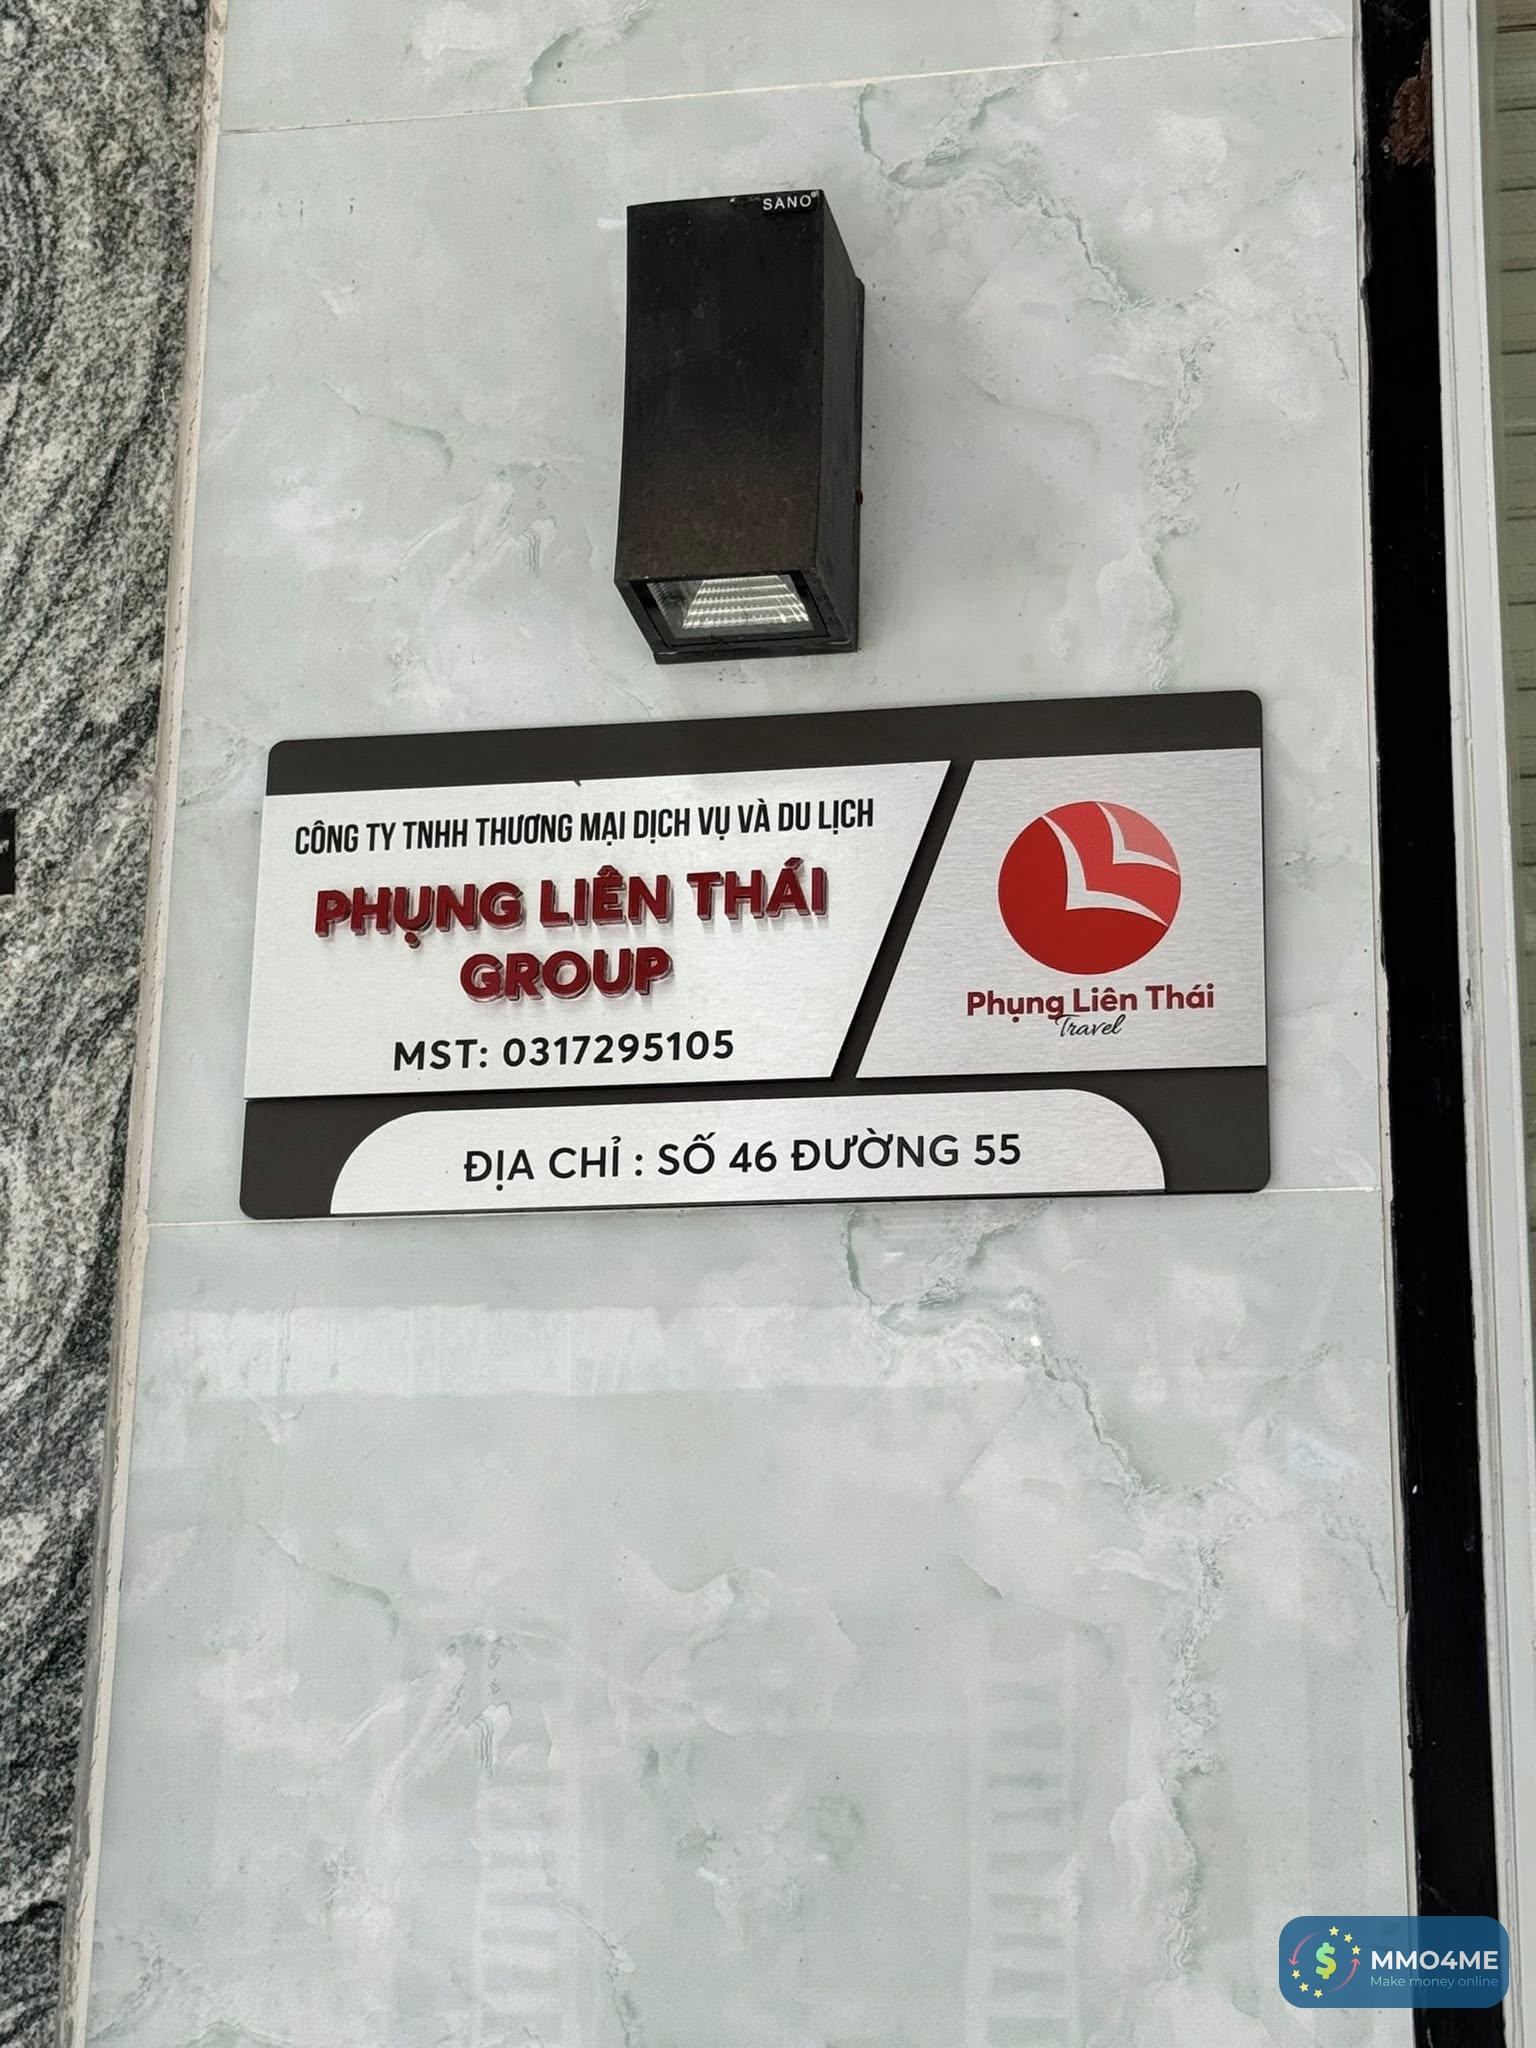 SANO
CÔNG TY TNHH THƯƠNG MẠI DỊCH VỤ VÀ DU LỊCH
PHỤNG LIÊN THÁI
GROUP
MST: 0317295105
Phụng Liên Thái
Travel
ĐỊA CHỈ : SỐ 46 ĐƯỜNG 55
$ MMO4ME
Make money online